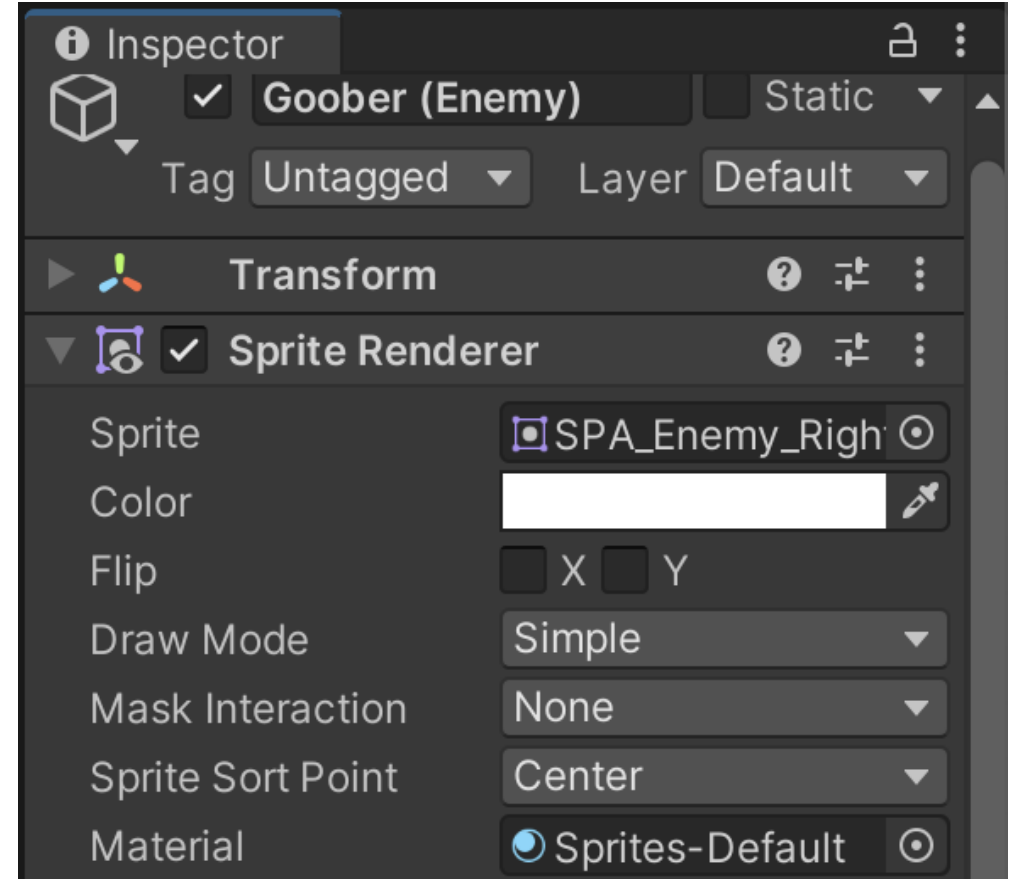 Inspector
Goober (Enemy) Static
Tag Untagged Layer Default
Transform
Sprite Renderer
Sprite SPA_Enemy_Righ
Color
Flip X Y
Draw Mode Simple
Mask Interaction None
Sprite Sort Point Center
Material Sprites-Default